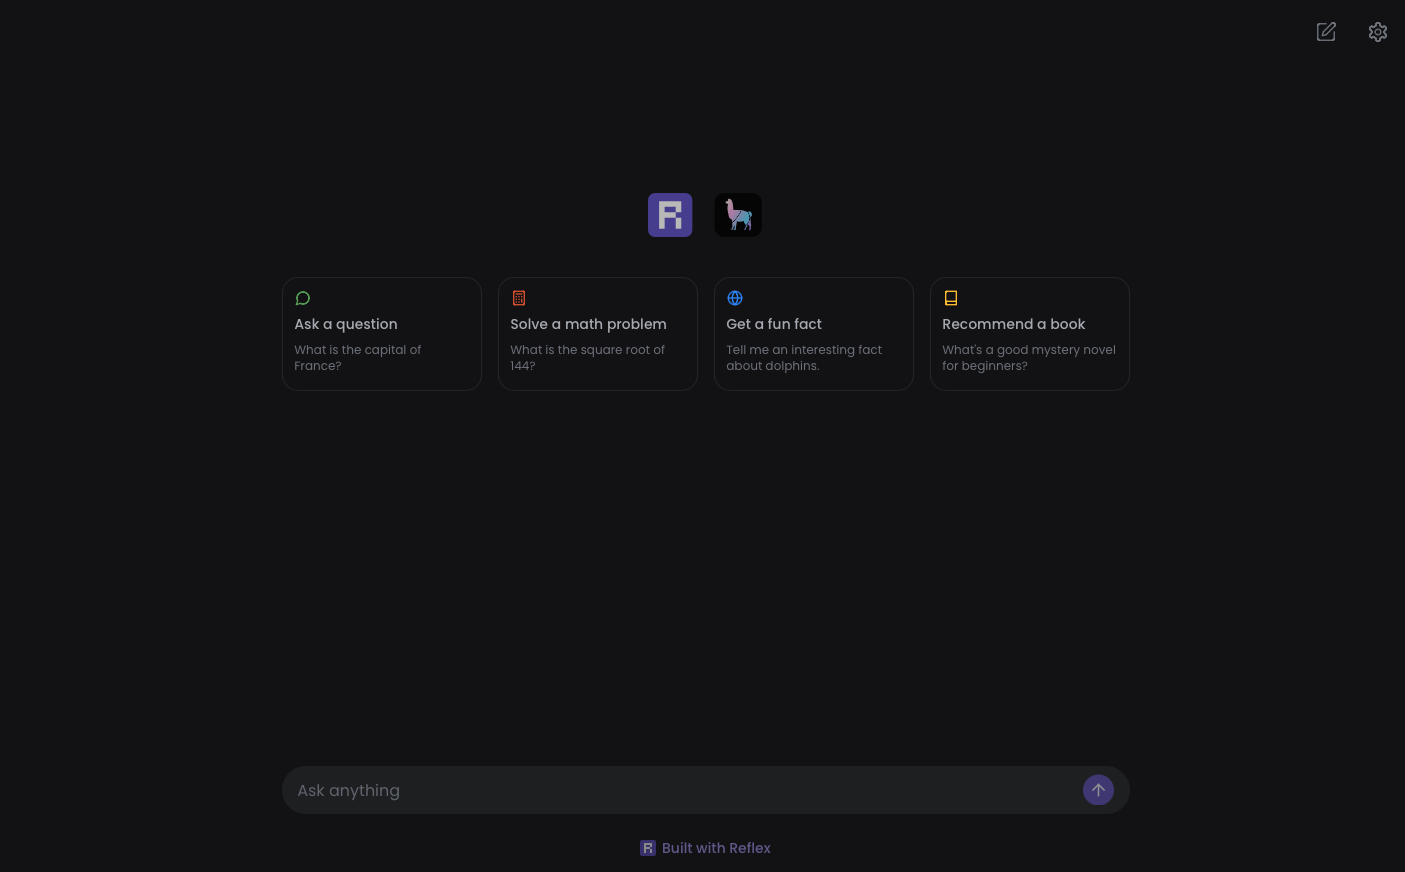 Ask a question
What is the capital of
France?
Solve a math problem
What is the square root of
144?
Get a fun fact
Tell me an interesting fact
about dolphins.
Recommend a book
What's a good mystery novel
for beginners?
Ask anything
Built with Reflex